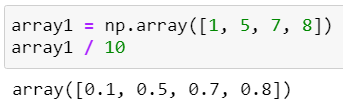 array1 = np.array([1, 5, 7, 8])
array1 / 10
array([0.1, 0.5, 0.7, 0.8])